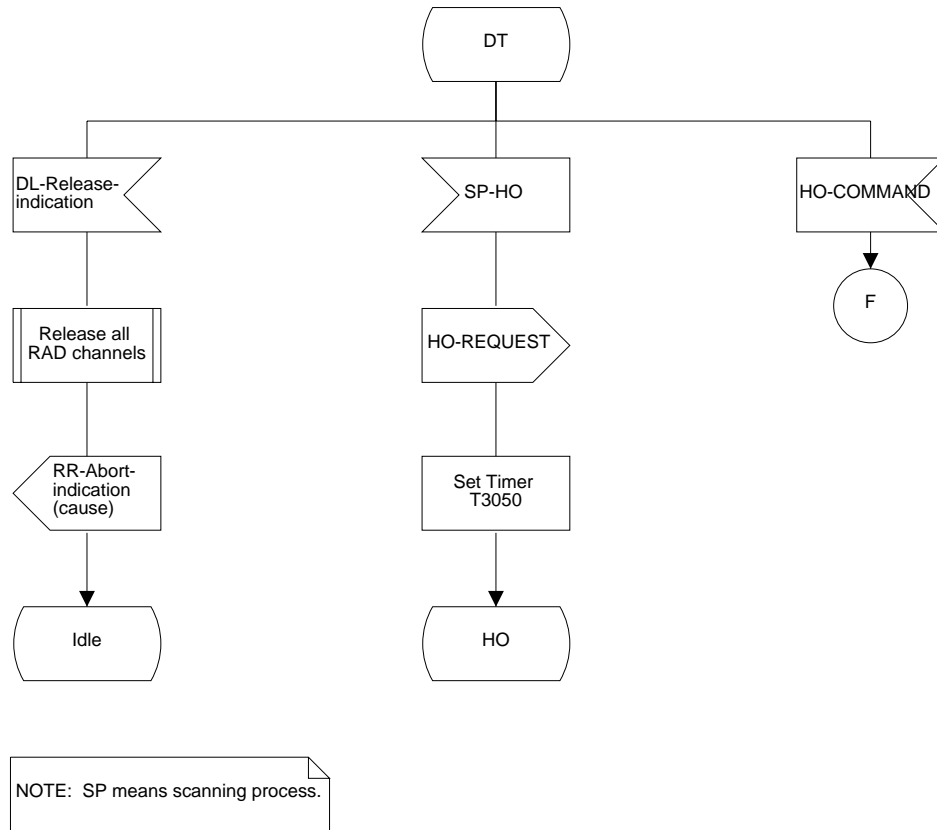 DT
DL-Release-
indication
SP-HO
HO-COMMAND
Release all
RAD channels
HO-REQUEST
F
RR-Abort-
indication
(cause)
Set Timer
T3050
Idle
HO
NOTE: SP means scanning process.